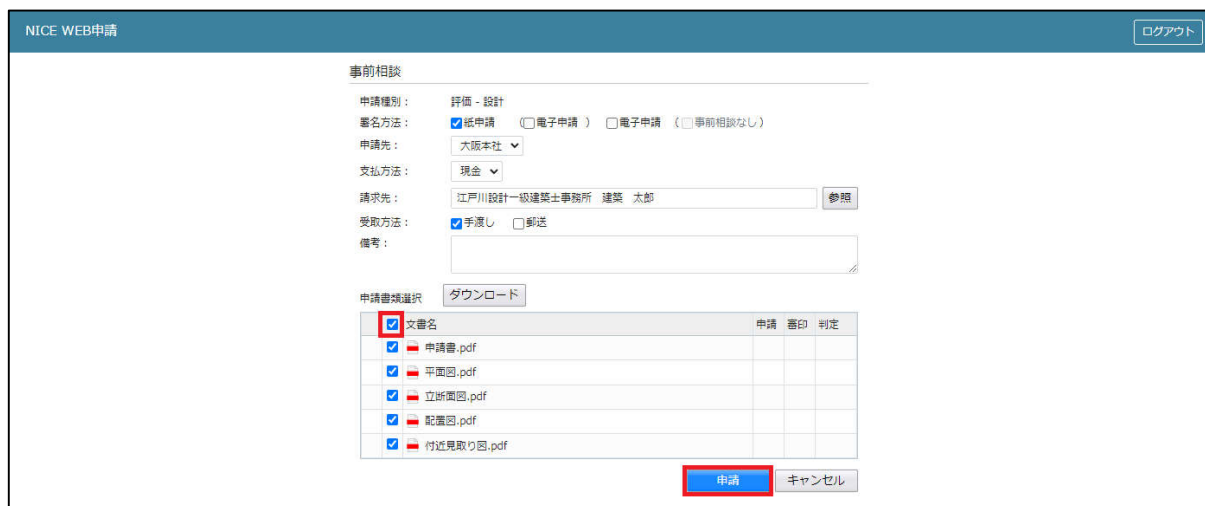 NICE WEB申請 ログアウト
事前相談
申請種別： 評価 - 設計
署名方法： 紙申請 （ 電子申請 ） 電子申請 （ 事前相談なし）
申請先： 大阪本社
支払方法： 現金
請求先： 江戸川設計一級建築士事務所 建築 太郎 参照
受取方法： 手渡し 郵送
備考：
申請書類選択 ダウンロード
文書名 申請 審印 判定
申請書.pdf
平面図.pdf
立断面図.pdf
配置図.pdf
付近見取り図.pdf
申請 キャンセル